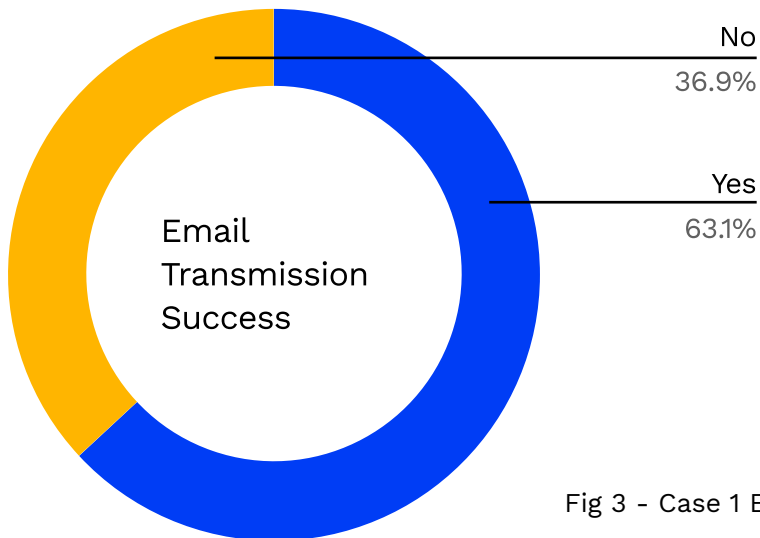 No
36.9%
Yes
63.1%
Email
Transmission
Success
Fig 3 - Case 1